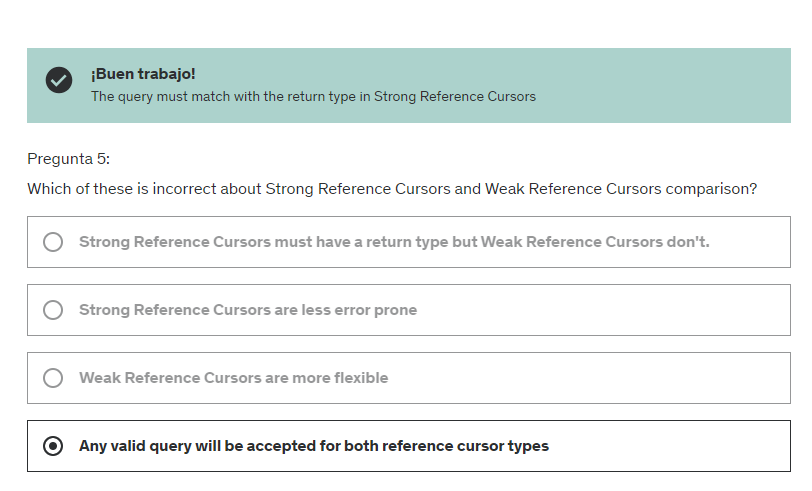 ¡Buen trabajo!
The query must match with the return type in Strong Reference Cursors
Pregunta 5:
Which of these is incorrect about Strong Reference Cursors and Weak Reference Cursors comparison?
Strong Reference Cursors must have a return type but Weak Reference Cursors don't.
Strong Reference Cursors are less error prone
Weak Reference Cursors are more flexible
Any valid query will be accepted for both reference cursor types